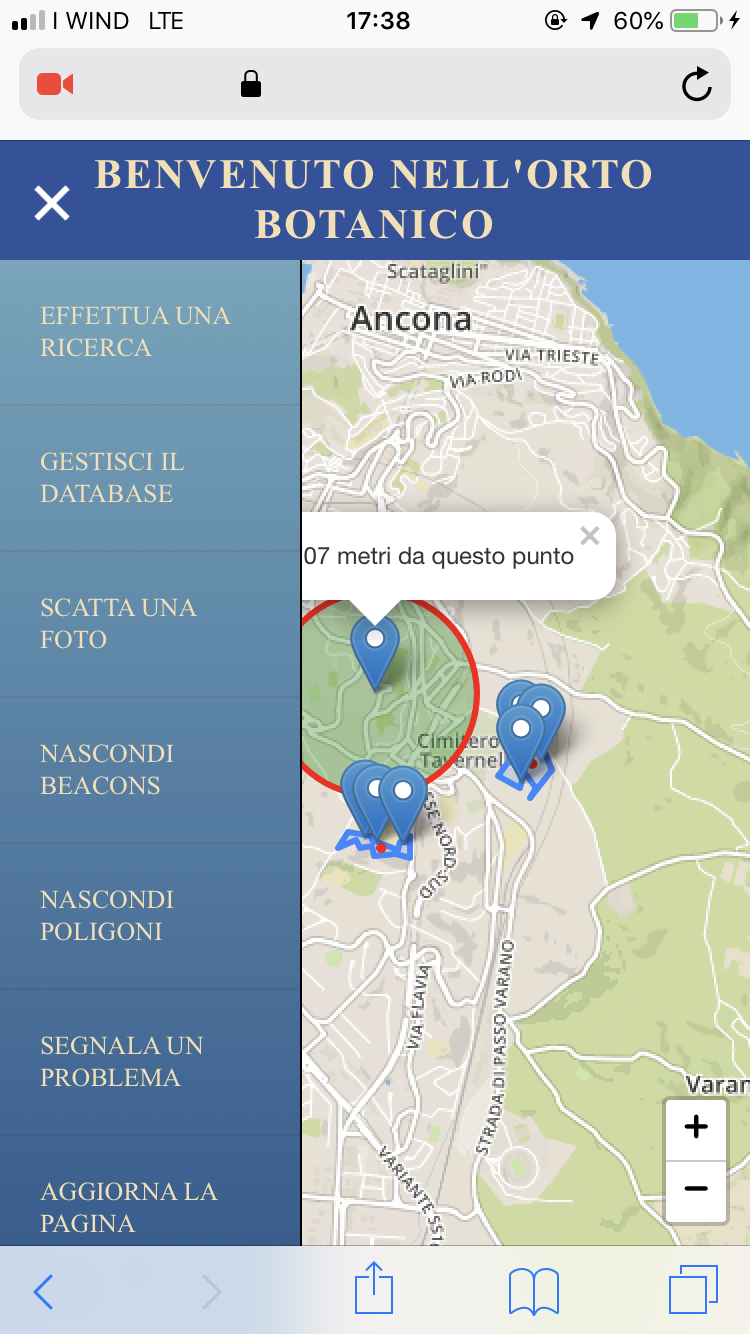 I WIND LTE 17:38 60%
BENVENUTO NELL'ORTO
BOTANICO
EFFETTUA UNA
RICERCA
GESTISCI IL
DATABASE
SCATTA UNA
FOTO
NASCONDI
BEACONS
NASCONDI
POLIGONI
SEGNALA UN
PROBLEMA
AGGIORNA LA
PAGINA
Scataglini"
Ancona
VIA TRIESTE
VIA RODI
07 metri da questo punto
×
Cimitero
Tavernel
SSE NORD
SUD
VIA FLAVIA
STRADA DI PASSO VARANO
Varan
VARIANTE SS1
+
−